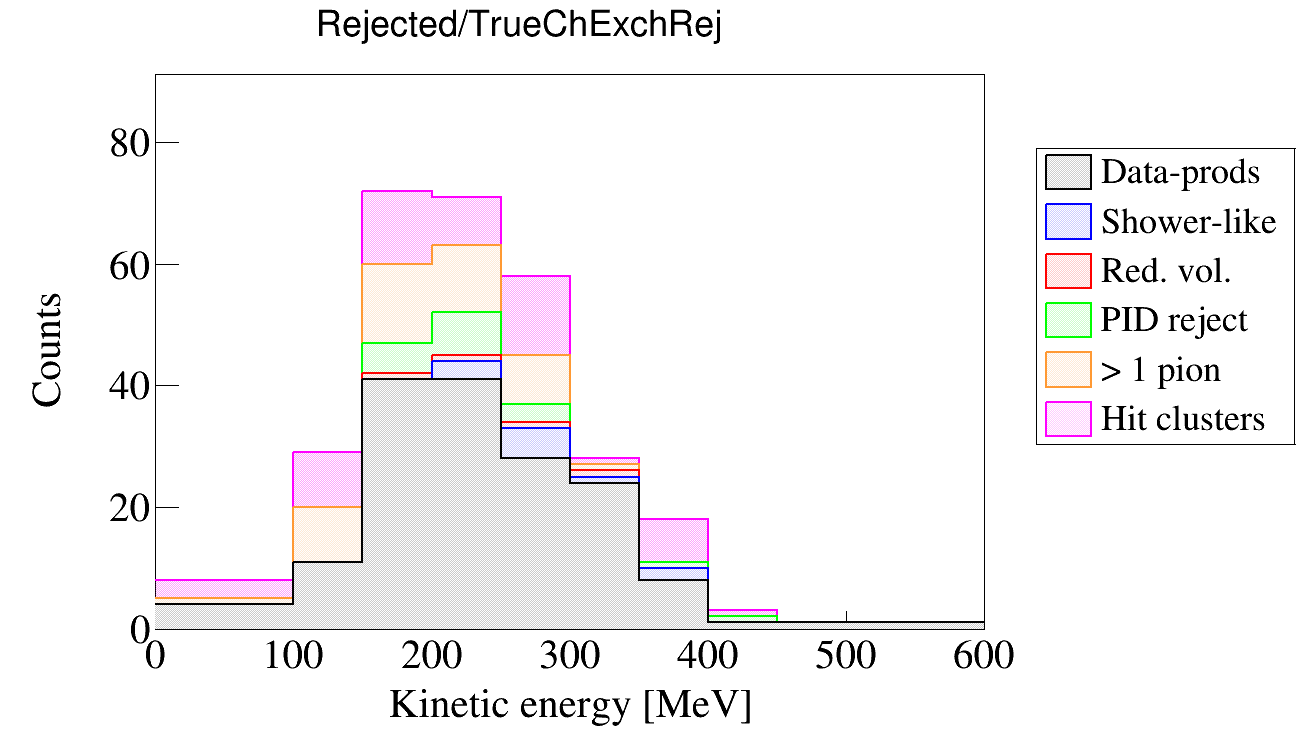 Rejected/TrueChExchRej
Counts
80
60
40
20
0
0 100 200 300 400 500 600
Kinetic energy [MeV]
Data-prods
Shower-like
Red. vol.
PID reject
> 1 pion
Hit clusters